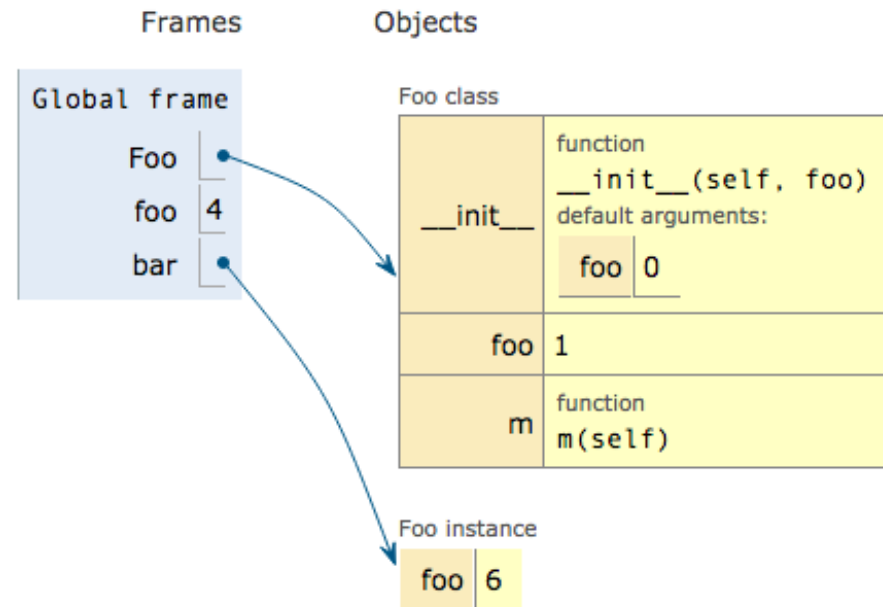 Frames Objects
Global frame
Foo
foo 4
bar
Foo class
__init__
function
__init__(self, foo)
default arguments:
foo 0
foo 1
m
function
m(self)
Foo instance
foo 6